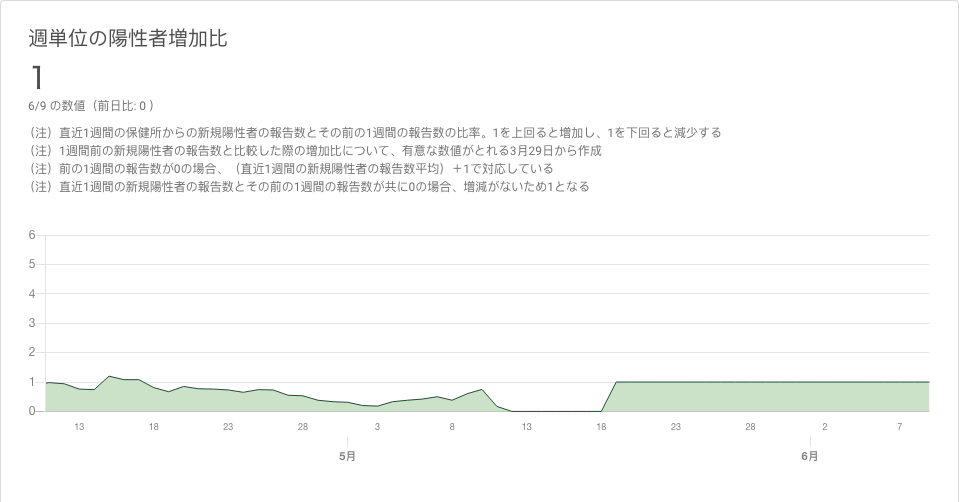 週単位の陽性者増加比
1
6/9 の数値（前日比: 0 ）
（注）直近1週間の保健所からの新規陽性者の報告数とその前の1週間の報告数の比率。1を上回ると増加し、1を下回ると減少する
（注）1週間前の新規陽性者の報告数と比較した際の増加比について、有意な数値がとれる3月29日から作成
（注）前の1週間の報告数が0の場合、（直近1週間の新規陽性者の報告数平均）＋1で対応している
（注）直近1週間の新規陽性者の報告数とその前の1週間の報告数が共に0の場合、増減がないため1となる
6
5
4
3
2
1
0
13 18 23 28 3 8 13 18 23 28 2 7
5月 6月